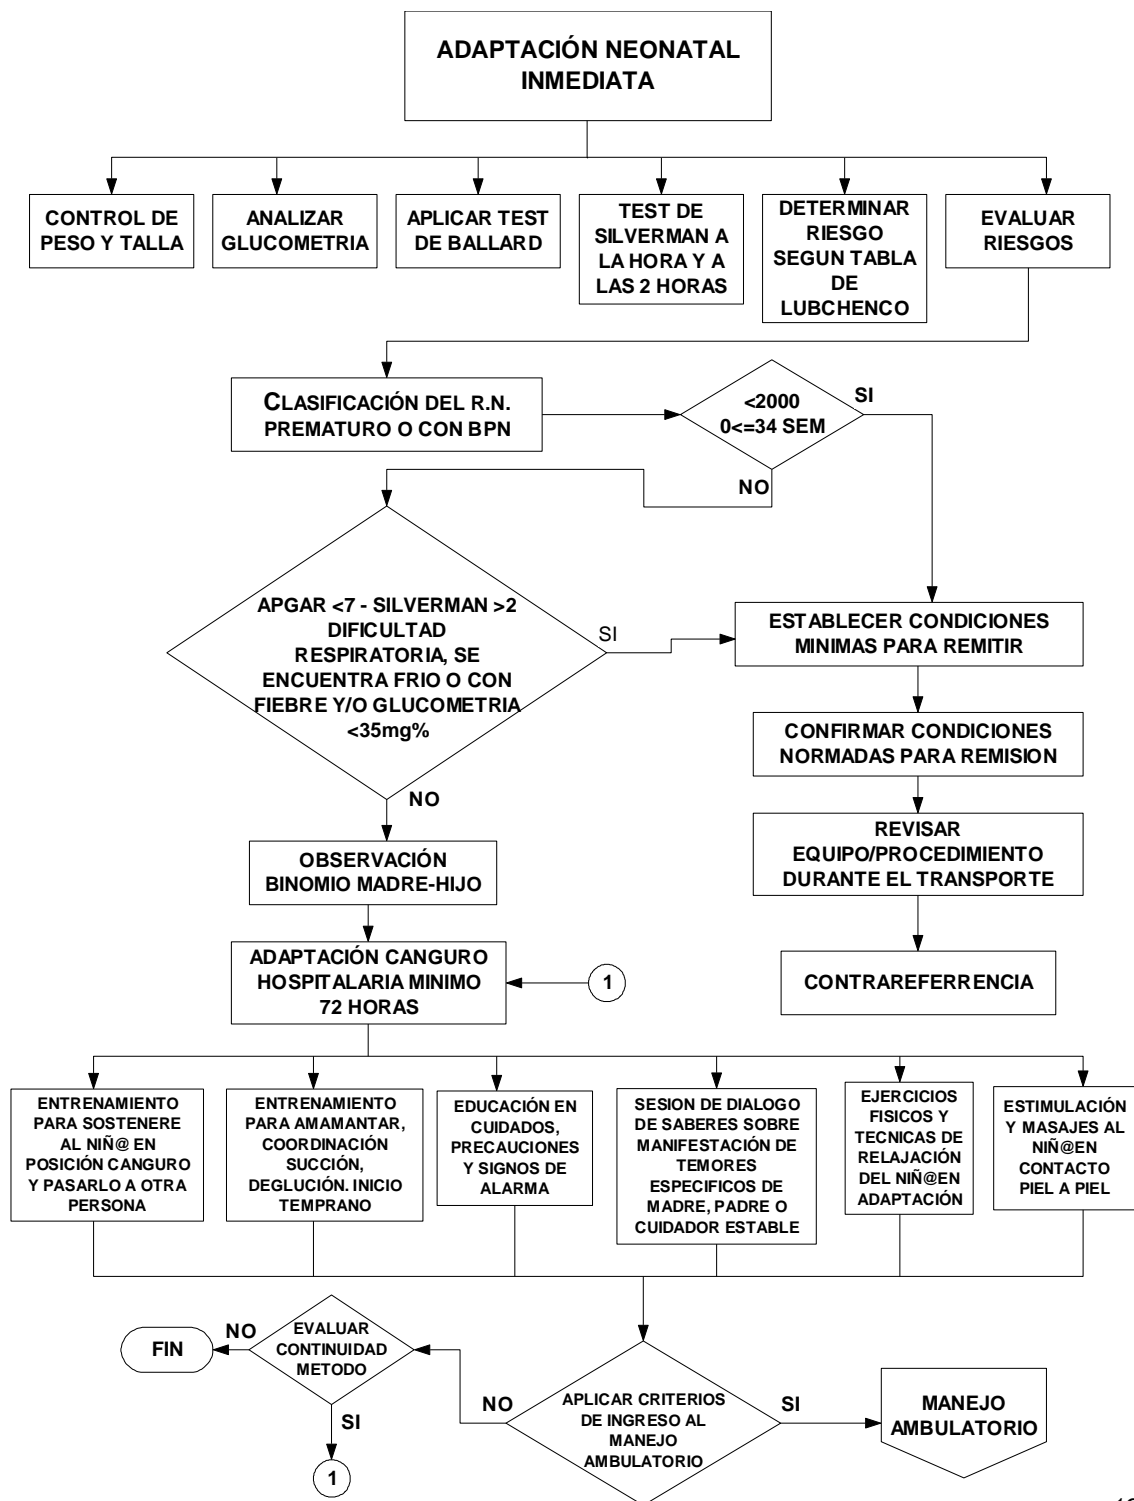 ADAPTACIÓN NEONATAL
INMEDIATA
CONTROL DE
PESO Y TALLA
ANALIZAR
GLUCOMETRIA
APLICAR TEST
DE BALLARD
TEST DE
SILVERMAN A
LA HORA Y A
LAS 2 HORAS
DETERMINAR
RIESGO
SEGUN TABLA
DE
LUBCHENCO
EVALUAR
RIESGOS
CLASIFICACIÓN DEL R.N.
PREMATURO O CON BPN
<2000
0<=34 SEM
SI
NO
APGAR <7 - SILVERMAN >2
DIFICULTAD
RESPIRATORIA, SE
ENCUENTRA FRIO O CON
FIEBRE Y/O GLUCOMETRIA
<35mg%
SI
NO
ESTABLECER CONDICIONES
MINIMAS PARA REMITIR
CONFIRMAR CONDICIONES
NORMADAS PARA REMISION
REVISAR
EQUIPO/PROCEDIMIENTO
DURANTE EL TRANSPORTE
CONTRAREFERRENCIA
OBSERVACIÓN
BINOMIO MADRE-HIJO
ADAPTACIÓN CANGURO
HOSPITALARIA MINIMO
72 HORAS
1
ENTRENAMIENTO
PARA SOSTENERE
AL NIÑ@ EN
POSICIÓN CANGURO
Y PASARLO A OTRA
PERSONA
ENTRENAMIENTO
PARA AMAMANTAR,
COORDINACIÓN
SUCCIÓN,
DEGLUCIÓN. INICIO
TEMPRANO
EDUCACIÓN EN
CUIDADOS,
PRECAUCIONES
Y SIGNOS DE
ALARMA
SESION DE DIALOGO
DE SABERES SOBRE
MANIFESTACIÓN DE
TEMORES
ESPECIFICOS DE
MADRE, PADRE O
CUIDADOR ESTABLE
EJERCICIOS
FISICOS Y
TECNICAS DE
RELAJACIÓN
DEL NIÑ@EN
ADAPTACIÓN
ESTIMULACIÓN
Y MASAJES AL
NIÑ@EN
CONTACTO
PIEL A PIEL
FIN
NO
EVALUAR
CONTINUIDAD
METODO
SI
1
NO
APLICAR CRITERIOS
DE INGRESO AL
MANEJO
AMBULATORIO
SI
MANEJO
AMBULATORIO